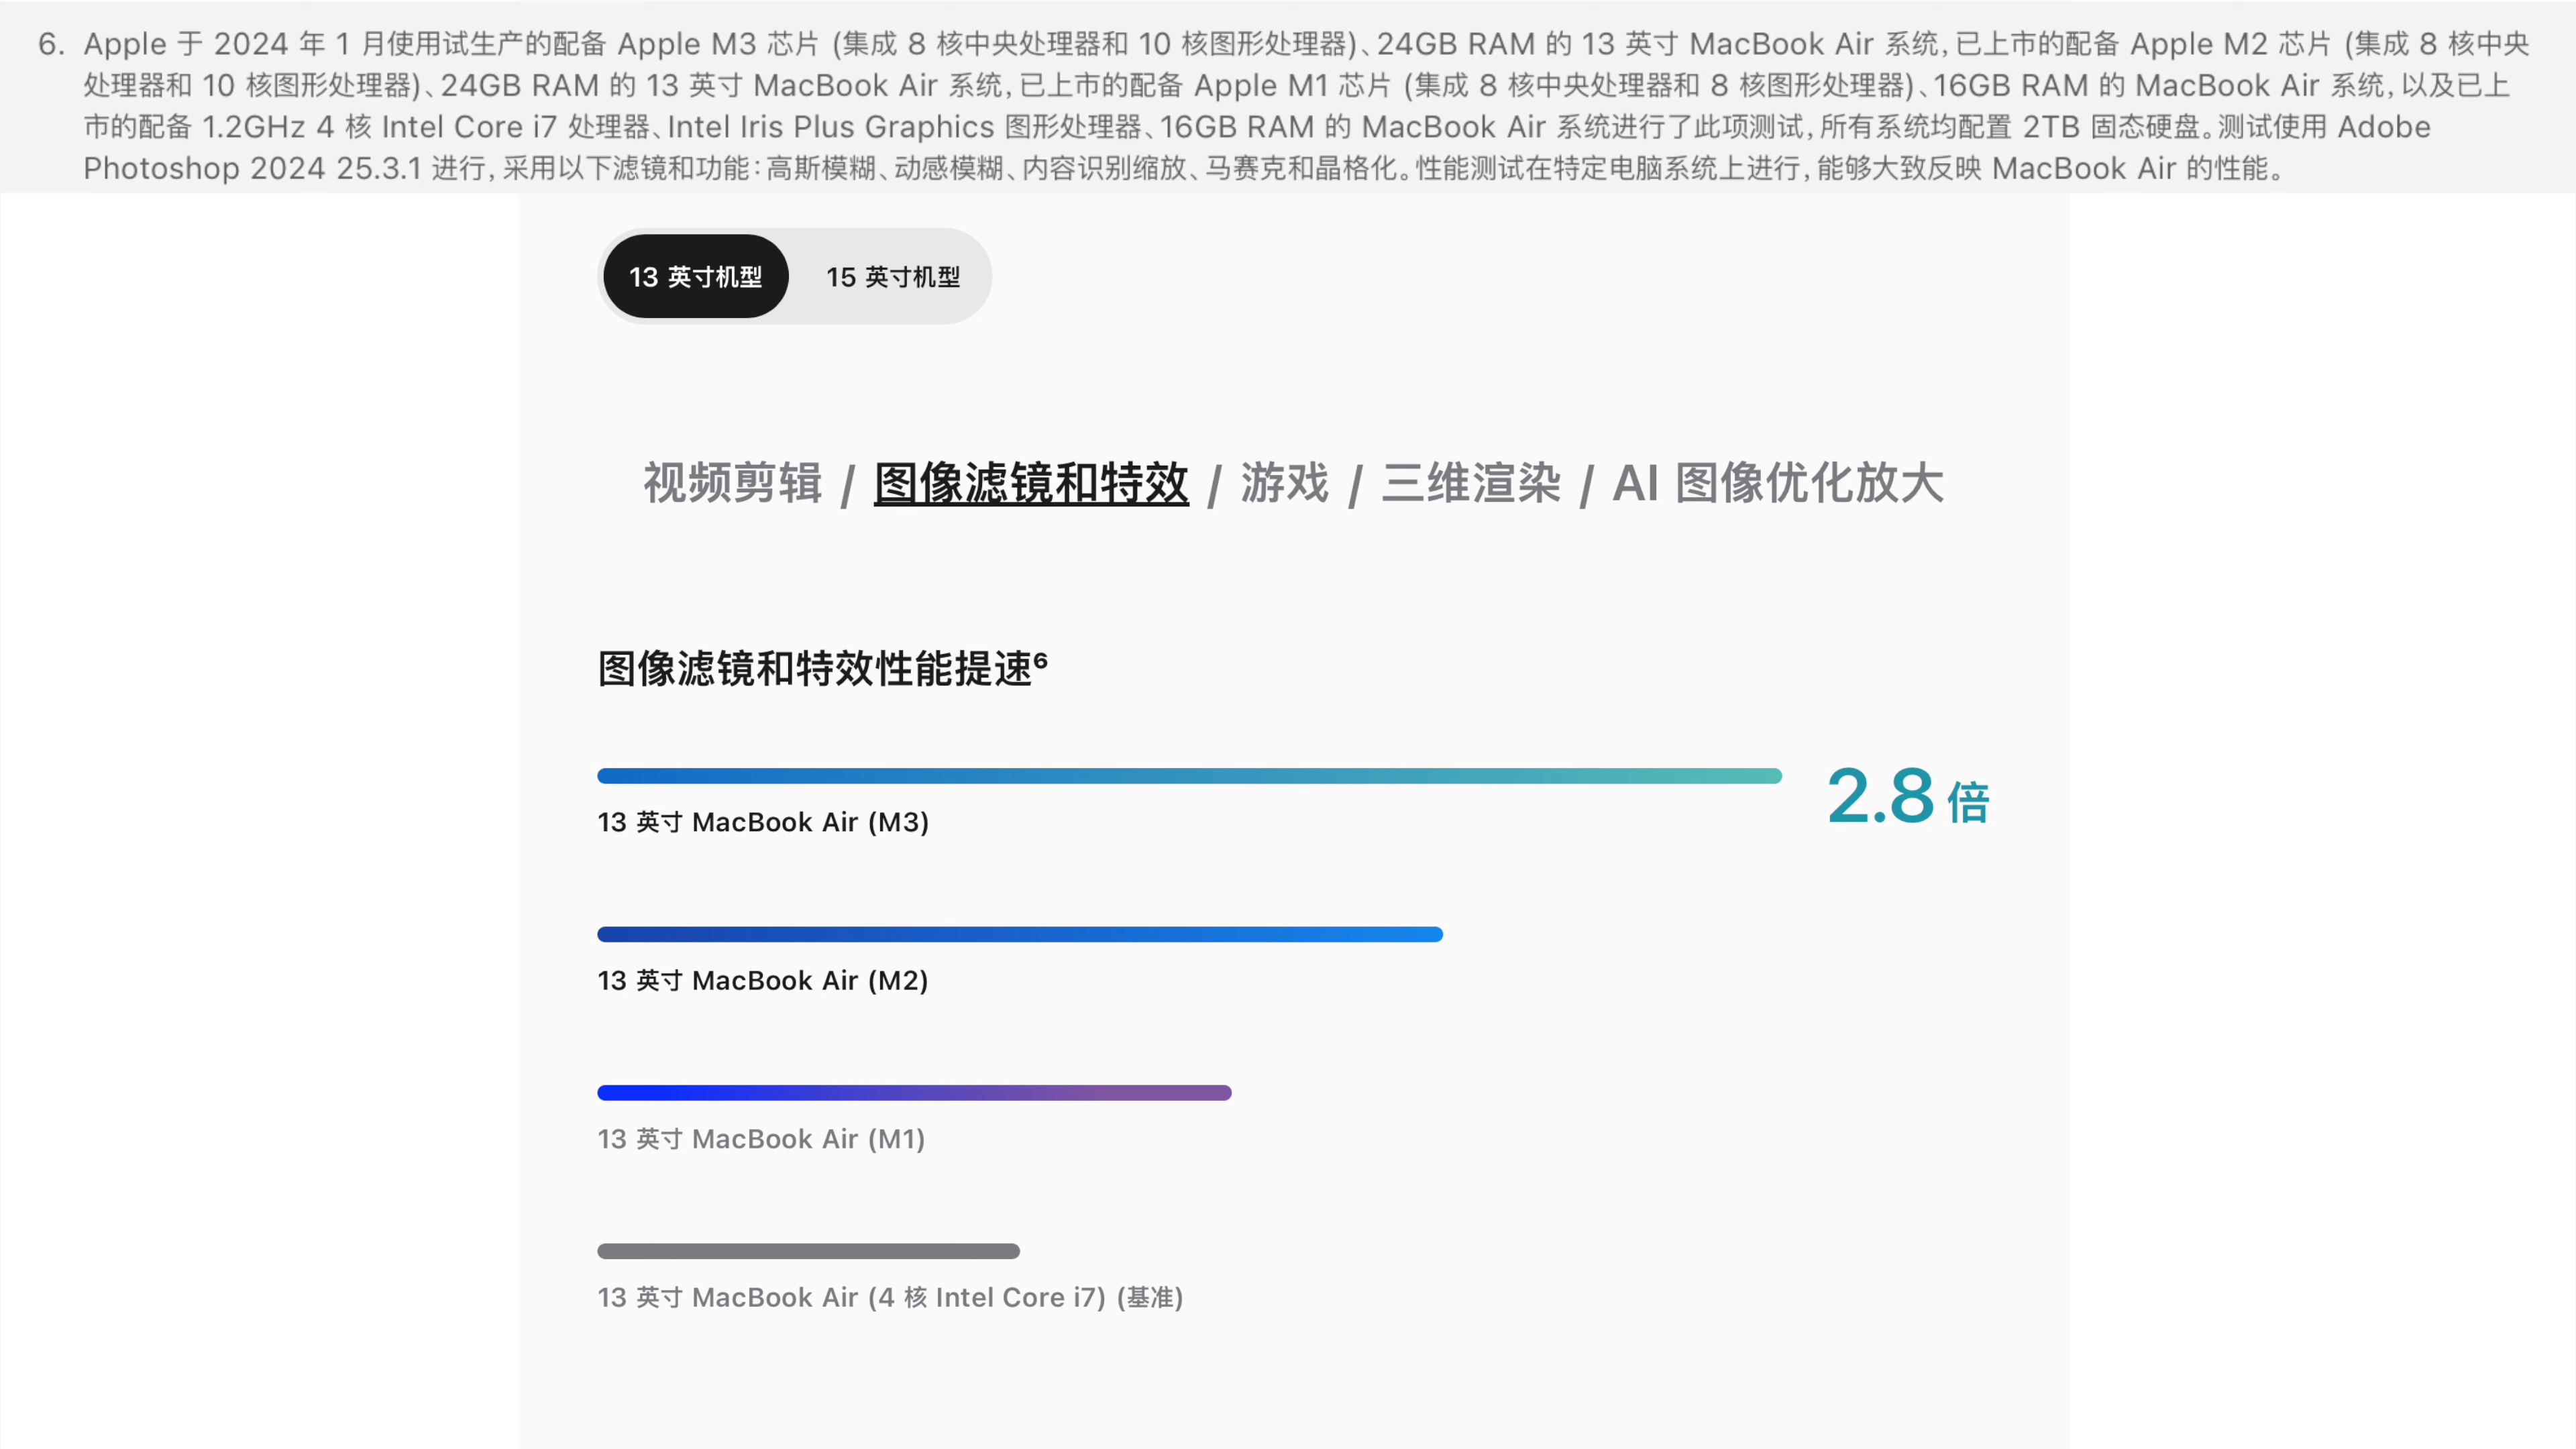 6. Apple 于 2024 年 1 月使用试生产的配备 Apple M3 芯片 (集成 8 核中央处理器和 10 核图形处理器)、24GB RAM 的 13 英寸 MacBook Air 系统，已上市的配备 Apple M2 芯片 (集成 8 核中央
处理器和 10 核图形处理器)、24GB RAM 的 13 英寸 MacBook Air 系统，已上市的配备 Apple M1 芯片 (集成 8 核中央处理器和 8 核图形处理器)、16GB RAM 的 MacBook Air 系统，以及已上
市的配备 1.2GHz 4 核 Intel Core i7 处理器、Intel Iris Plus Graphics 图形处理器、16GB RAM 的 MacBook Air 系统进行了此项测试，所有系统均配置 2TB 固态硬盘。测试使用 Adobe
Photoshop 2024 25.3.1 进行，采用以下滤镜和功能：高斯模糊、动感模糊、内容识别缩放、马赛克和晶格化。性能测试在特定电脑系统上进行，能够大致反映 MacBook Air 的性能。
13 英寸机型 15 英寸机型
视频剪辑 / 图像滤镜和特效 / 游戏 / 三维渲染 / AI 图像优化放大
图像滤镜和特效性能提速⁶
2.8 倍
13 英寸 MacBook Air (M3)
13 英寸 MacBook Air (M2)
13 英寸 MacBook Air (M1)
13 英寸 MacBook Air (4 核 Intel Core i7) (基准)